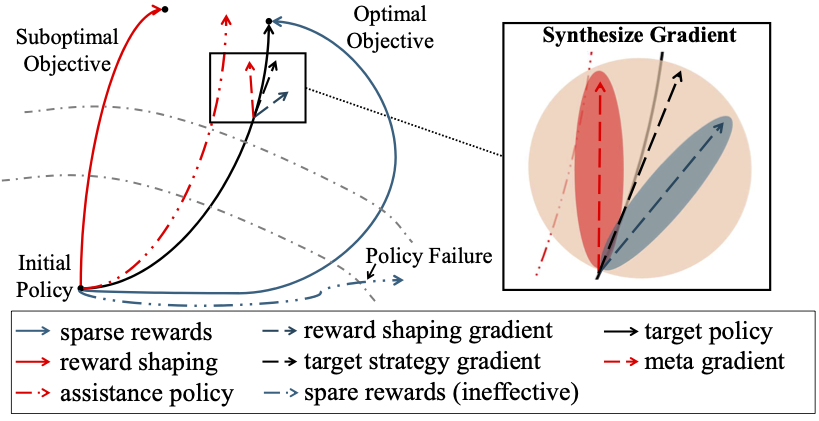 Suboptimal
Objective
Optimal
Objective
Synthesize Gradient
Initial
Policy
Policy Failure
sparse rewards
reward shaping gradient
target policy
reward shaping
target strategy gradient
meta gradient
assistance policy
spare rewards (ineffective)